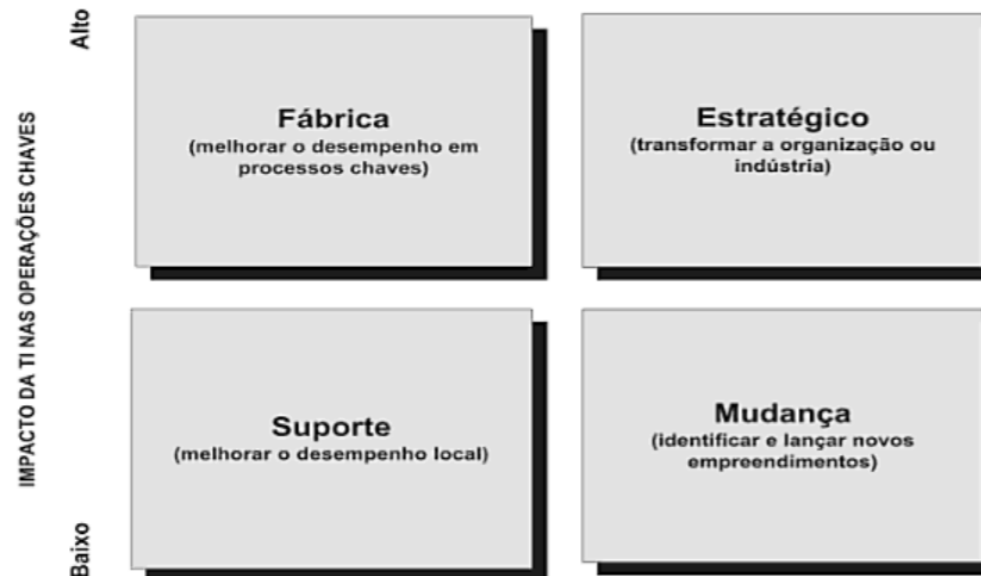 Alto
IMPACTO DA TI NAS OPERAÇÕES CHAVES
Baixo
Fábrica
(melhorar o desempenho em
processos chaves)
Estratégico
(transformar a organização ou
indústria)
Suporte
(melhorar o desempenho local)
Mudança
(identificar e lançar novos
empreendimentos)